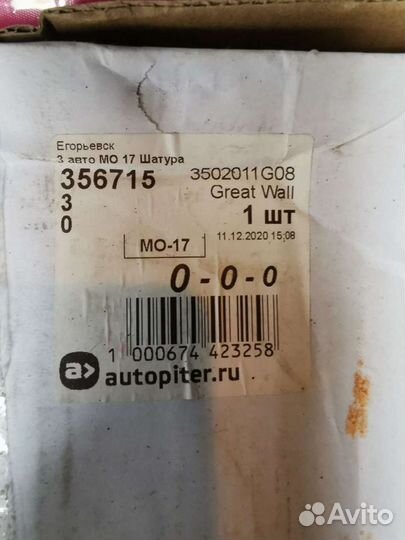 Егорьевск
3 авто МО 17 Шатура
356715 3502011G08
3 Great Wall
0 1 шт
11.12.2020 15:08
МО-17
0 - 0 - 0
1 000674 423258
a> autopiter.ru
Avito